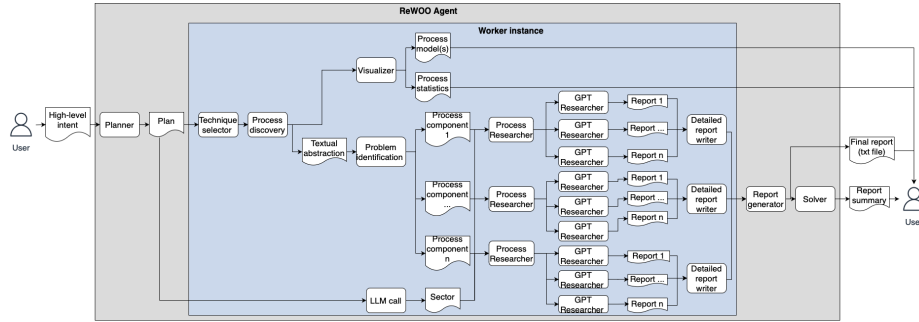 ReWOO Agent
Worker instance
User
High-level
intent
Planner
Plan
Technique
selector
Process
discovery
Visualizer
Process
model(s)
Process
statistics
Textual
abstraction
Problem
identification
Process
component
1
Process
component
...
Process
component
n
LLM call
Sector
Process
Researcher
Process
Researcher
Process
Researcher
GPT
Researcher
GPT
Researcher
GPT
Researcher
GPT
Researcher
GPT
Researcher
GPT
Researcher
GPT
Researcher
GPT
Researcher
GPT
Researcher
Report 1
Report ...
Report n
Report 1
Report ...
Report n
Report 1
Report ...
Report n
Detailed
report
writer
Detailed
report
writer
Detailed
report
writer
Report
generator
Solver
Final report
(txt file)
Report
summary
User